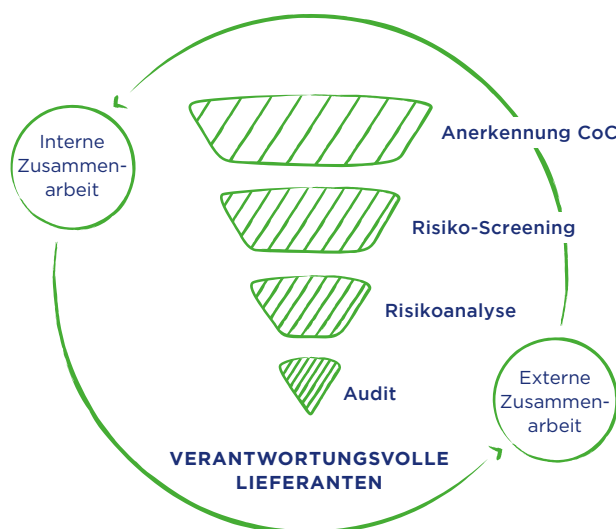 Interne
Zusammen-
arbeit
Anerkennung CoC
Risiko-Screening
Risikoanalyse
Audit
Externe
Zusammen-
arbeit
VERANTWORTUNGSVOLLE
LIEFERANTEN